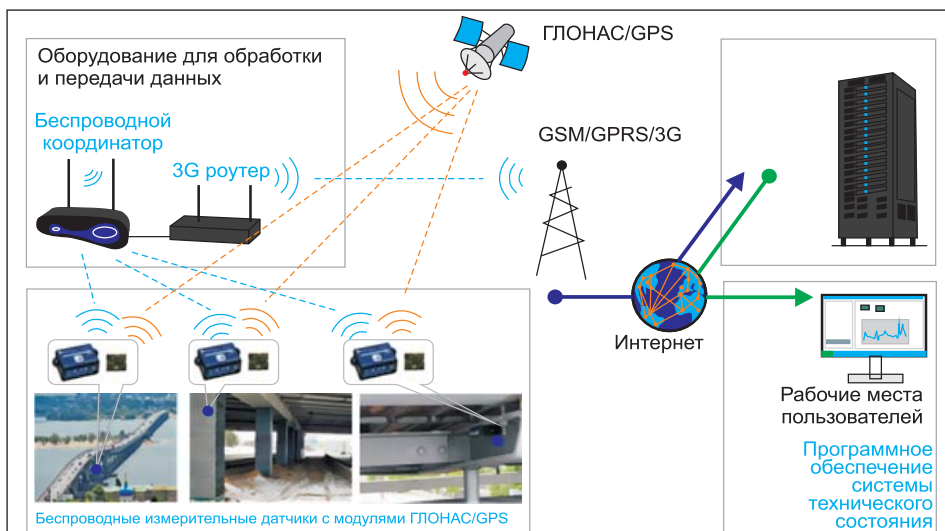 Оборудование для обработки
и передачи данных
Беспроводной
координатор
3G роутер
ГЛОНАС/GPS
GSM/GPRS/3G
Интернет
Рабочие места
пользователей
Программное
обеспечение
системы
технического
состояния
Беспроводные измерительные датчики с модулями ГЛОНАС/GPS